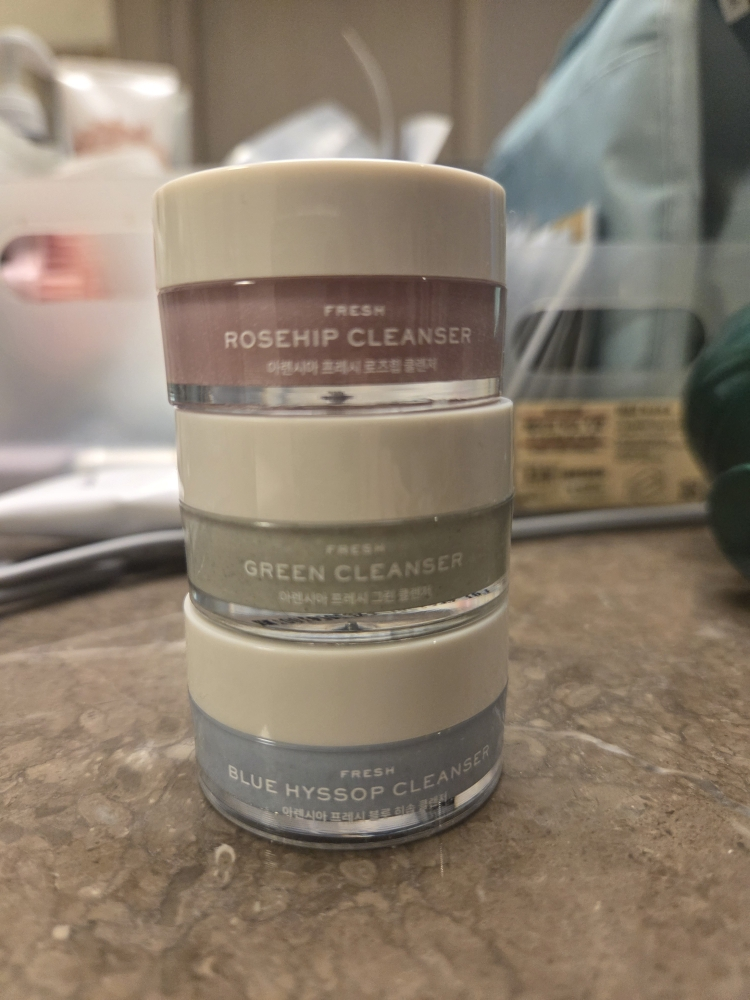 FRESH
ROSEHIP CLEANSER
아렌시아 프레시 로즈힙 클렌저
FRESH
GREEN CLEANSER
아렌시아 프레시 그린 클렌저
FRESH
BLUE HYSSOP CLEANSER
아렌시아 프레시 블루 히솝 클렌저